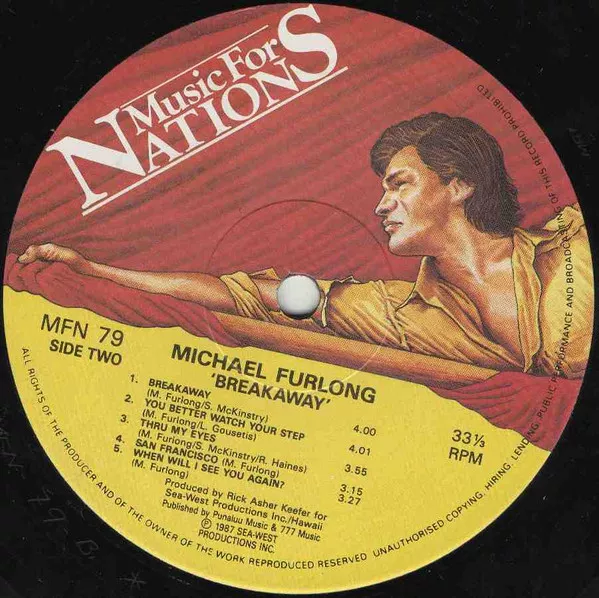 Music For
NATIONS
MFN 79
SIDE TWO
MICHAEL FURLONG
'BREAKAWAY'
1. BREAKAWAY 4.00
(M. Furlong/S. McKinstry)
2. YOU BETTER WATCH YOUR STEP 4.01
(M. Furlong/L. Gousetis)
3. THRU MY EYES 3.55
(M. Furlong/S. McKinstry/R. Haines)
4. SAN FRANCISCO (M. Furlong) 3.15
5. WHEN WILL I SEE YOU AGAIN? 3.27
(M. Furlong)
33⅓
RPM
Produced by Rick Asher Keefer for
Sea-West Productions Inc./Hawaii
Published by Punaluu Music & 777 Music
℗ 1987 SEA-WEST
PRODUCTIONS INC.
ALL RIGHTS OF THE PRODUCER AND OF THE OWNER OF THE WORK REPRODUCED RESERVED UNAUTHORISED COPYING, HIRING, LENDING, PUBLIC PERFORMANCE AND BROADCASTING OF THIS RECORD PROHIBITED